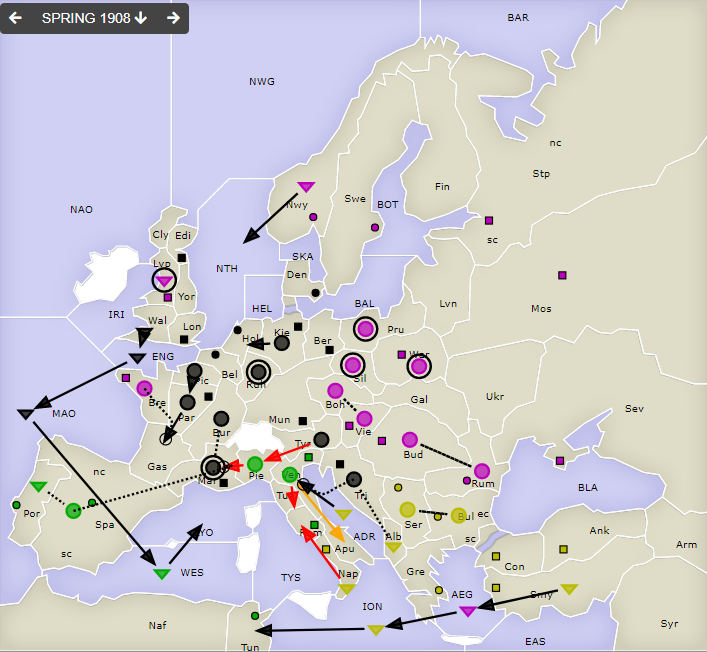 SPRING 1908
BAR
NWG
nc
Stp
Fin
Swe
BOT
Nwy
NAO
Cly
Edi
sc
Lvp
NTH
SKA
Den
Yor
Mos
IRI
Wal
Lon
HEL
BAL
Lvn
Hol
Kie
Ber
Pru
ENG
Bel
Ruh
War
Sil
Pic
Bre
Boh
Gal
Ukr
MAO
Par
Mun
Vie
Sev
Bur
Tyr
Bud
nc
Gas
Mar
Pie
Ven
Tri
Rum
BLA
Por
Spa
Tus
Ser
Bul
ec
sc
LYO
Rom
ADR
Alb
sc
Ank
Arm
Apu
Con
WES
TYS
Nap
Gre
AEG
Smy
ION
Naf
Tun
EAS
Syr